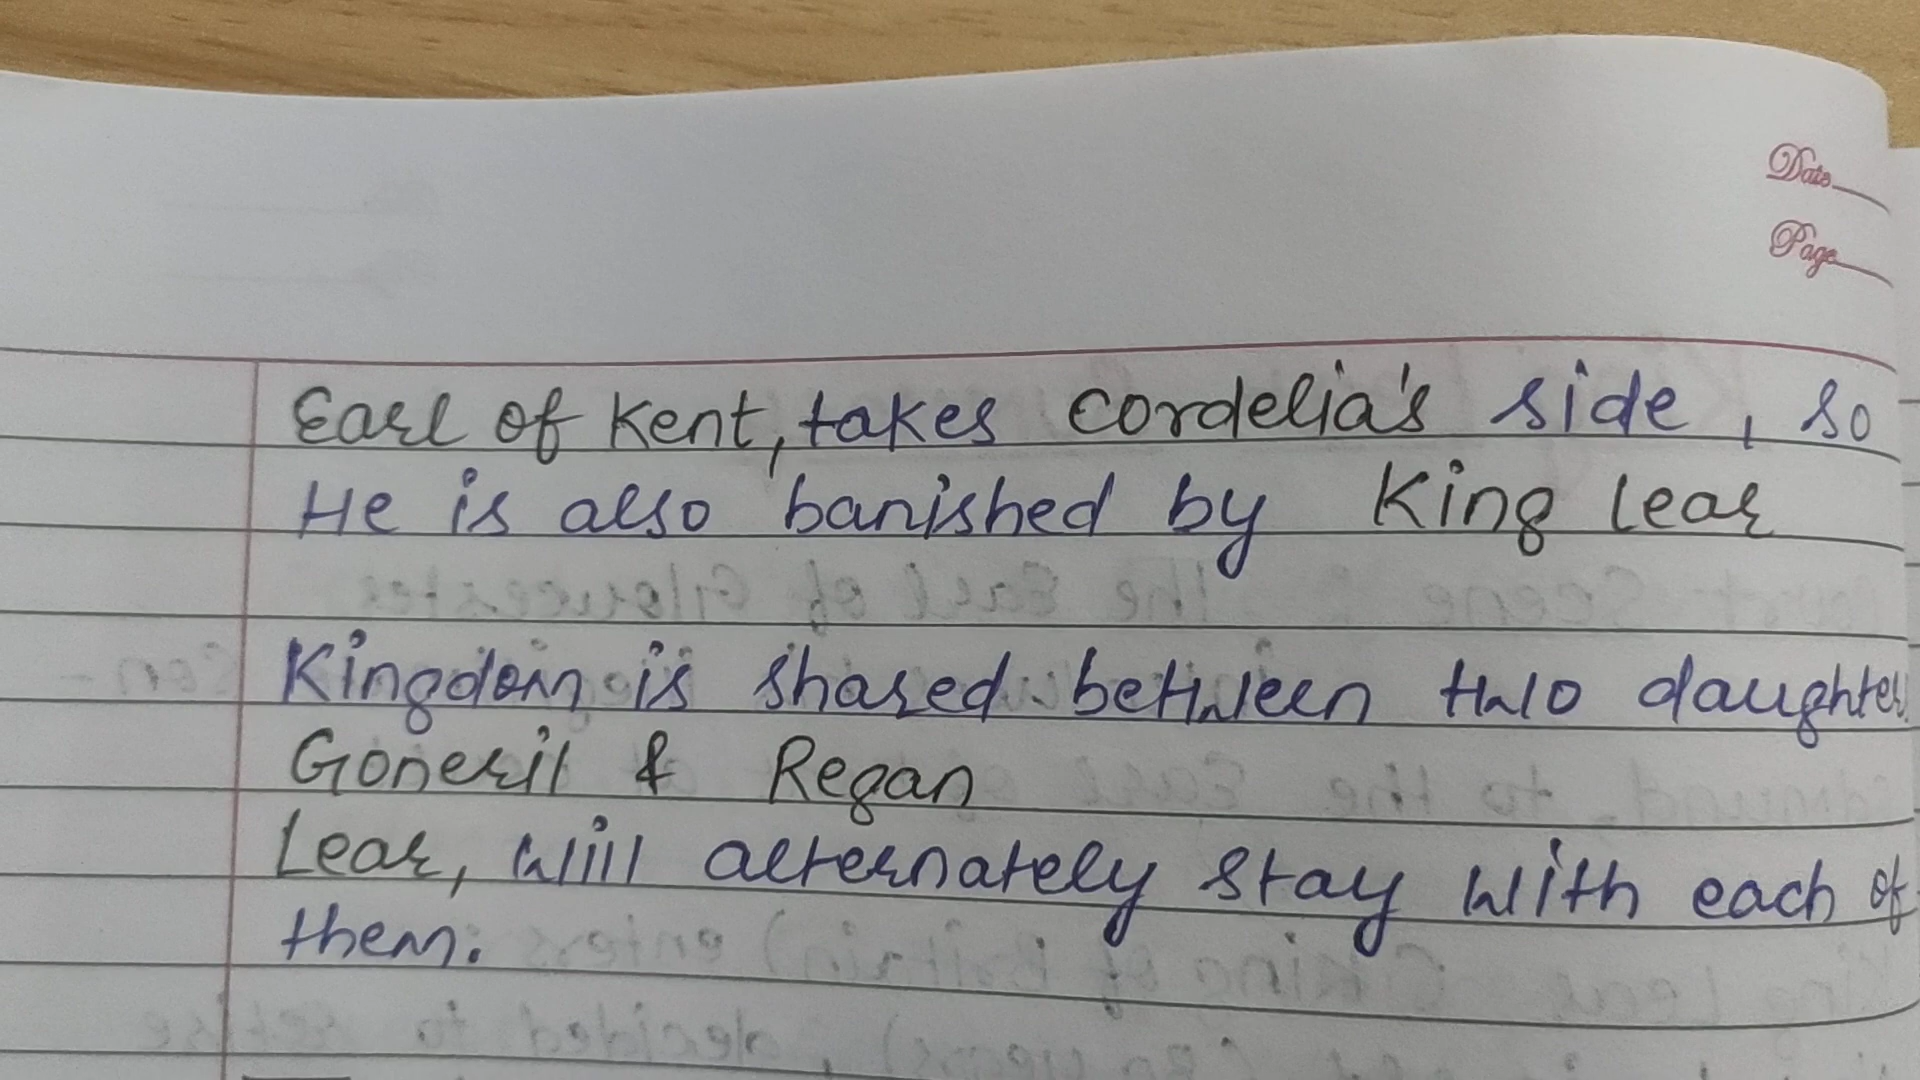 Date
Page
Earl of Kent, takes Cordelia's side, so
He is also banished by King Lear
Kingdom is shared between two daughter
Goneril & Regan
Lear, will alternately stay with each of
them.